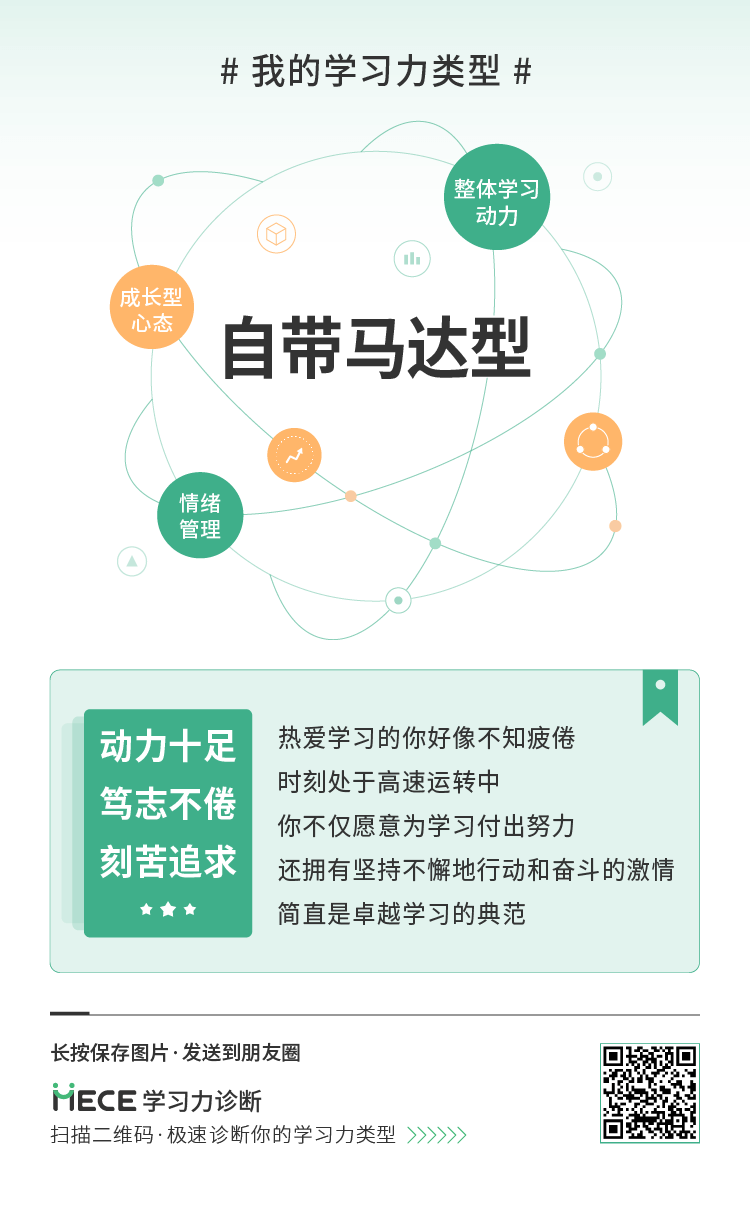 # 我的学习力类型 #
整体学习
动力
成长型
心态
自带马达型
情绪
管理
动力十足
笃志不倦
刻苦追求
热爱学习的你好像不知疲倦
时刻处于高速运转中
你不仅愿意为学习付出努力
还拥有坚持不懈地行动和奋斗的激情
简直是卓越学习的典范
长按保存图片·发送到朋友圈
MECE 学习力诊断
扫描二维码·极速诊断你的学习力类型